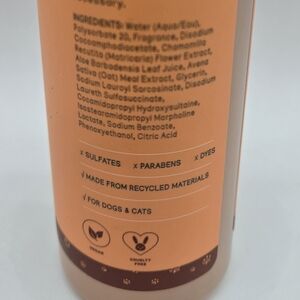 necessary.
INGREDIENTS: Water (Aqua/Eau),
Polysorbate 20, Fragrance, Disodium
Cocoamphodiacetate, Chamomilla
Recutita (Matricaria) Flower Extract,
Aloe Barbadensis Leaf Juice, Avena
Sativa (Oat) Meal Extract, Glycerin,
Sodium Lauroyl Sarcosinate, Disodium
Laureth Sulfosuccinate,
Cocamidopropyl Hydroxysultaine,
Isostearamidopropyl Morpholine
Lactate, Sodium Benzoate,
Phenoxyethanol, Citric Acid
x SULFATES x PARABENS x DYES
√ MADE FROM RECYCLED MATERIALS
√ FOR DOGS & CATS
VEGAN
CRUELTY
FREE